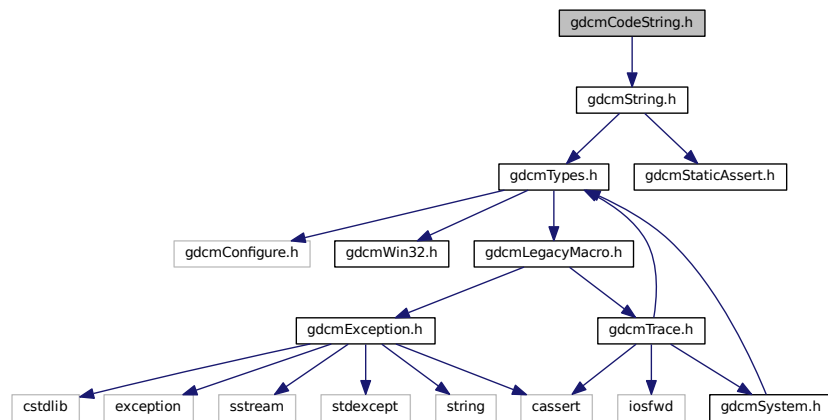 gdcmCodeString.h
gdcmString.h
gdcmTypes.h
gdcmStaticAssert.h
gdcmConfigure.h
gdcmWin32.h
gdcmLegacyMacro.h
gdcmException.h
gdcmTrace.h
cstdlib
exception
sstream
stdexcept
string
cassert
iosfwd
gdcmSystem.h